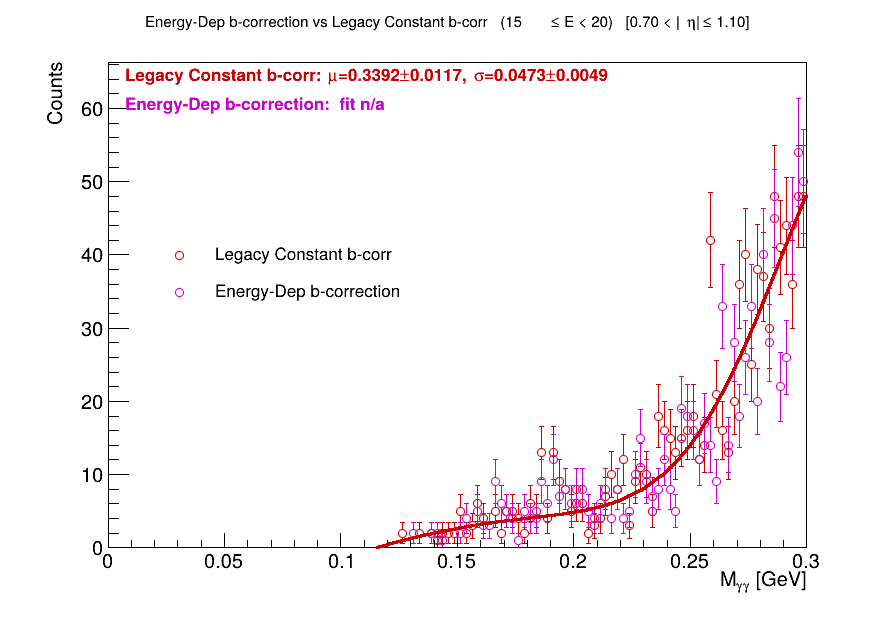 Energy-Dep b-correction vs Legacy Constant b-corr (15 ≤ E < 20) [0.70 < | η| ≤ 1.10]
Counts
Legacy Constant b-corr: μ=0.3392±0.0117, σ=0.0473±0.0049
Energy-Dep b-correction: fit n/a
60
50
40
30
20
10
0
Legacy Constant b-corr
Energy-Dep b-correction
0 0.05 0.1 0.15 0.2 0.25 0.3
Mγγ [GeV]